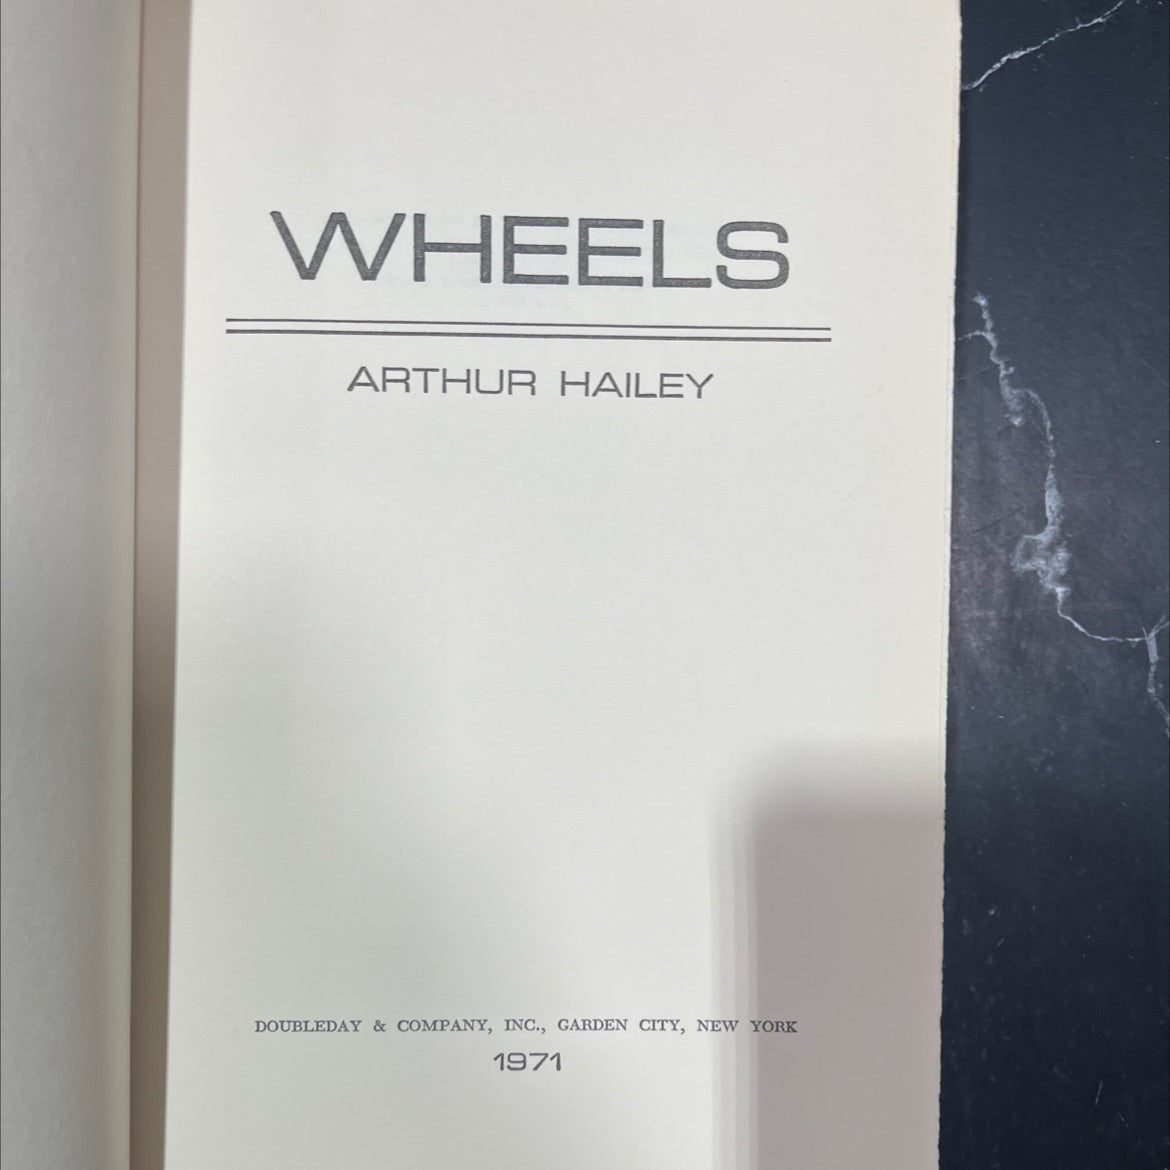 WHEELS
ARTHUR HAILEY
DOUBLEDAY & COMPANY, INC., GARDEN CITY, NEW YORK
1971